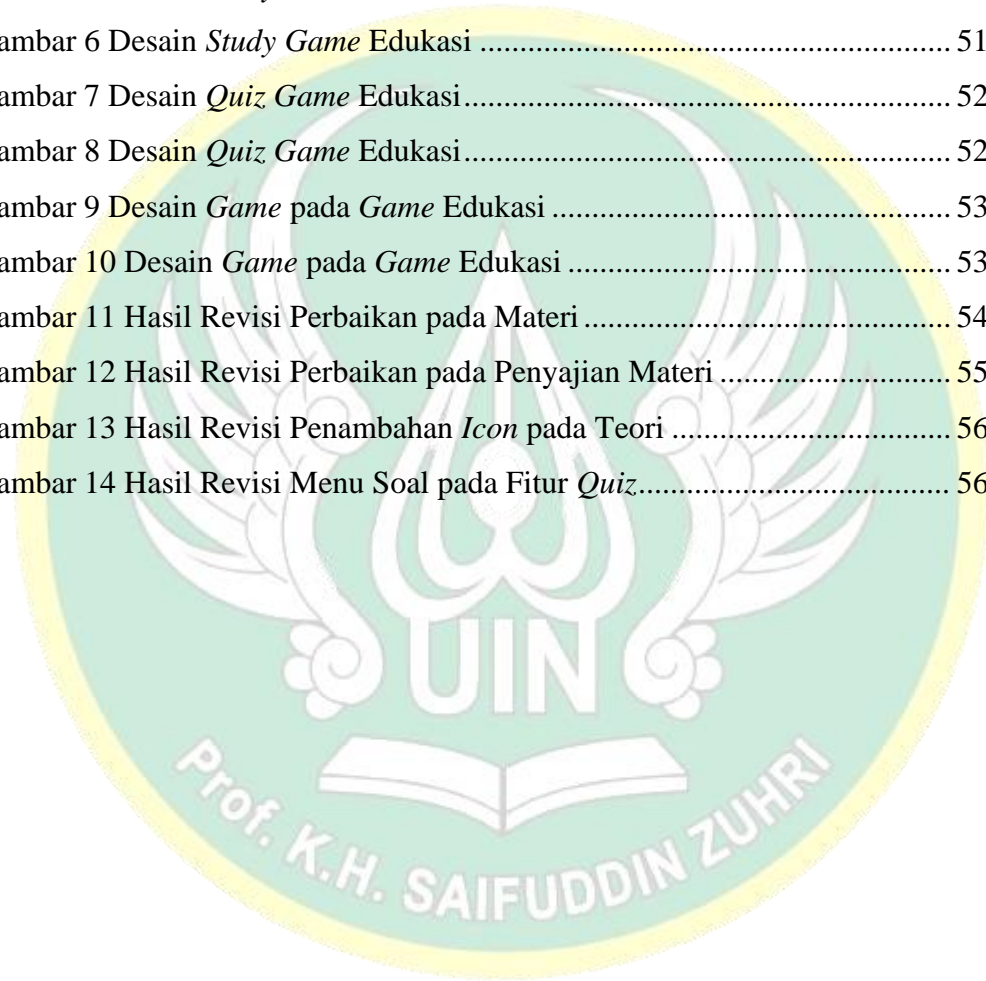 ambar 6 Desain Study Game Edukasi ........................................................................ 51
ambar 7 Desain Quiz Game Edukasi.......................................................................... 52
ambar 8 Desain Quiz Game Edukasi.......................................................................... 52
ambar 9 Desain Game pada Game Edukasi ............................................................. 53
ambar 10 Desain Game pada Game Edukasi ........................................................... 53
ambar 11 Hasil Revisi Perbaikan pada Materi ........................................................ 54
ambar 12 Hasil Revisi Perbaikan pada Penyajian Materi ................................... 55
ambar 13 Hasil Revisi Penambahan Icon pada Teori ........................................... 56
ambar 14 Hasil Revisi Menu Soal pada Fitur Quiz................................................ 56
UIN
Prof. K.H. SAIFUDDIN ZUHRI